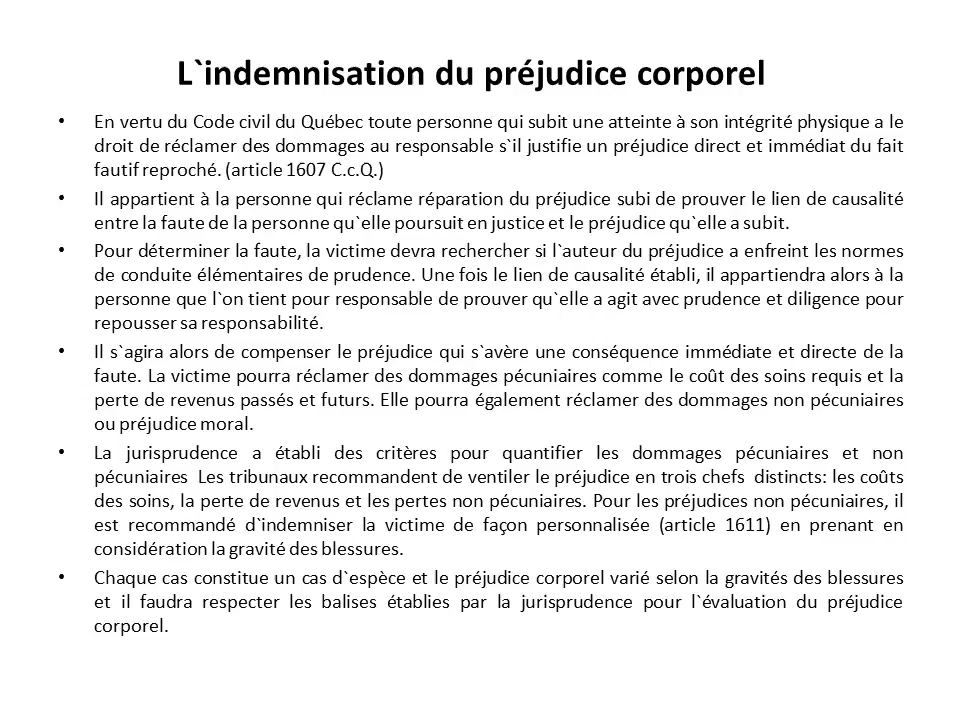 L`indemnisation du préjudice corporel
• En vertu du Code civil du Québec toute personne qui subit une atteinte à son intégrité physique a le
droit de réclamer des dommages au responsable s`il justifie un préjudice direct et immédiat du fait
fautif reproché. (article 1607 C.c.Q.)
• Il appartient à la personne qui réclame réparation du préjudice subi de prouver le lien de causalité
entre la faute de la personne qu`elle poursuit en justice et le préjudice qu`elle a subit.
• Pour déterminer la faute, la victime devra rechercher si l`auteur du préjudice a enfreint les normes
de conduite élémentaires de prudence. Une fois le lien de causalité établi, il appartiendra alors à la
personne que l`on tient pour responsable de prouver qu`elle a agit avec prudence et diligence pour
repousser sa responsabilité.
• Il s`agira alors de compenser le préjudice qui s`avère une conséquence immédiate et directe de la
faute. La victime pourra réclamer des dommages pécuniaires comme le coût des soins requis et la
perte de revenus passés et futurs. Elle pourra également réclamer des dommages non pécuniaires
ou préjudice moral.
• La jurisprudence a établi des critères pour quantifier les dommages pécuniaires et non
pécuniaires  Les tribunaux recommandent de ventiler le préjudice en trois chefs  distincts: les coûts
des soins, la perte de revenus et les pertes non pécuniaires. Pour les préjudices non pécuniaires, il
est recommandé d`indemniser la victime de façon personnalisée (article 1611) en prenant en
considération la gravité des blessures.
• Chaque cas constitue un cas d`espèce et le préjudice corporel varié selon la gravités des blessures
et il faudra respecter les balises établies par la jurisprudence pour l`évaluation du préjudice
corporel.